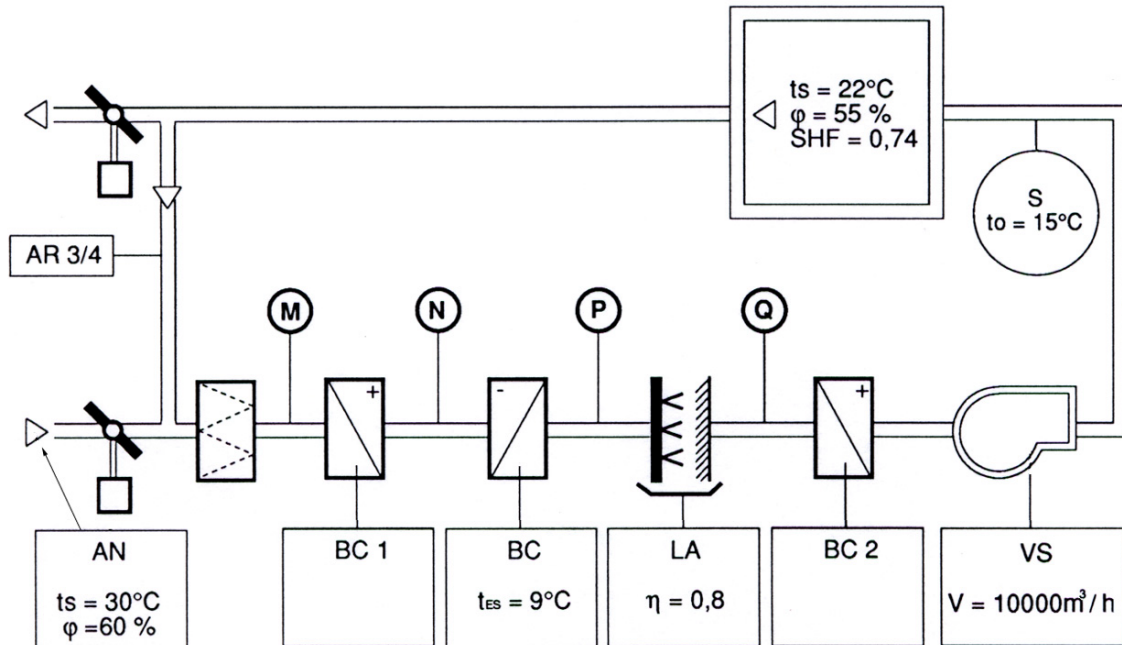 ts = 22°C
φ = 55 %
SHF = 0,74
S
to = 15°C
AR 3/4
M
N
P
Q
+
-
+
AN
ts = 30°C
φ =60 %
BC 1
BC
tES = 9°C
LA
η = 0,8
BC 2
VS
V = 10000m³/ h